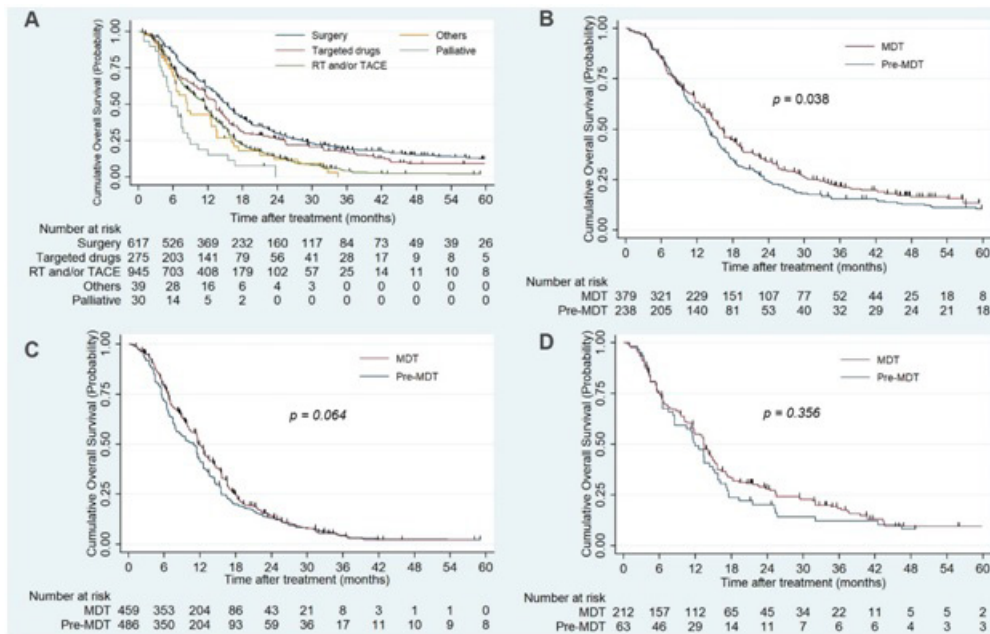 A
Cumulative Overall Survival (Probability)
1.00
0.75
0.50
0.25
0.00
Surgery
Targeted drugs
RT and/or TACE
Others
Palliative
0 6 12 18 24 30 36 42 48 54 60
Time after treatment (months)
Number at risk
Surgery 617 526 369 232 160 117 84 73 49 39 26
Targeted drugs 275 203 141 79 56 41 28 17 9 8 5
RT and/or TACE 945 703 408 179 102 57 25 14 11 10 8
Others 39 28 16 6 4 3 0 0 0 0 0
Palliative 30 14 5 2 0 0 0 0 0 0 0
B
Cumulative Overall Survival (Probability)
1.00
0.75
0.50
0.25
0.00
MDT
Pre-MDT
p = 0.038
0 6 12 18 24 30 36 42 48 54 60
Time after treatment (months)
Number at risk
MDT 379 321 229 151 107 77 52 44 25 18 8
Pre-MDT 238 205 140 81 53 40 32 29 24 21 18
C
Cumulative Overall Survival (Probability)
1.00
0.75
0.50
0.25
0.00
MDT
Pre-MDT
p = 0.064
0 6 12 18 24 30 36 42 48 54 60
Time after treatment (months)
Number at risk
MDT 459 353 204 86 43 21 8 3 1 1 0
Pre-MDT 486 350 204 93 59 36 17 11 10 9 8
D
Cumulative Overall Survival (Probability)
1.00
0.75
0.50
0.25
0.00
MDT
Pre-MDT
p = 0.356
0 6 12 18 24 30 36 42 48 54 60
Time after treatment (months)
Number at risk
MDT 212 157 112 65 45 34 22 11 5 5 2
Pre-MDT 63 46 29 14 11 7 6 6 4 3 3